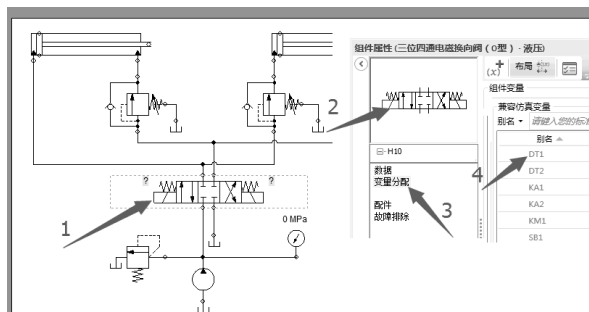 组件属性 (三位四通电磁换向阀 ( O型 ) - 液压)
(x) 布局
组件变量
兼容仿真变量
别名 请键入您的标
别名
H10
数据
变量分配
配件
故障排除
DT1
DT2
KA1
KA2
KM1
SB1
? ?
0 MPa
1
2
3
4